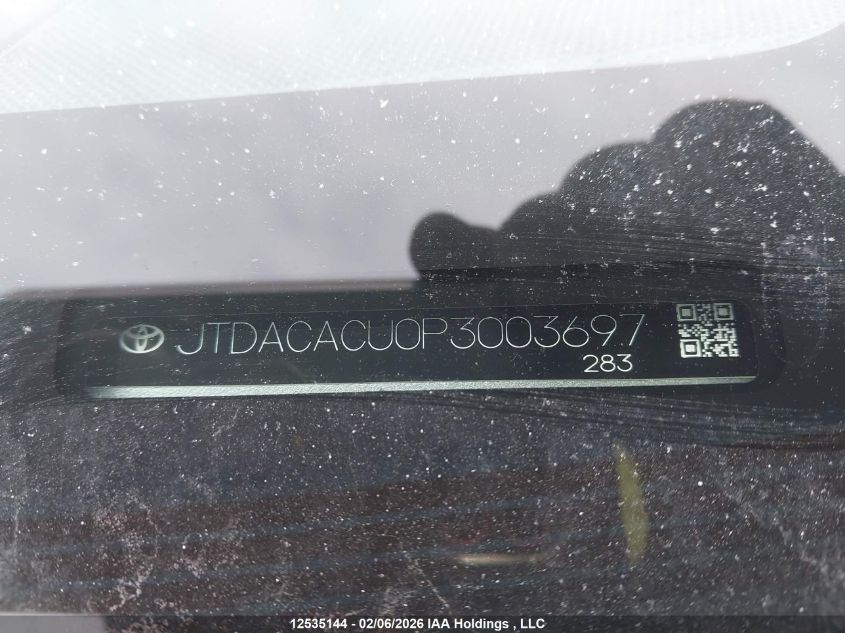 JTDACACU0P3003697
283
12535144 - 02/06/2026 IAA Holdings , LLC